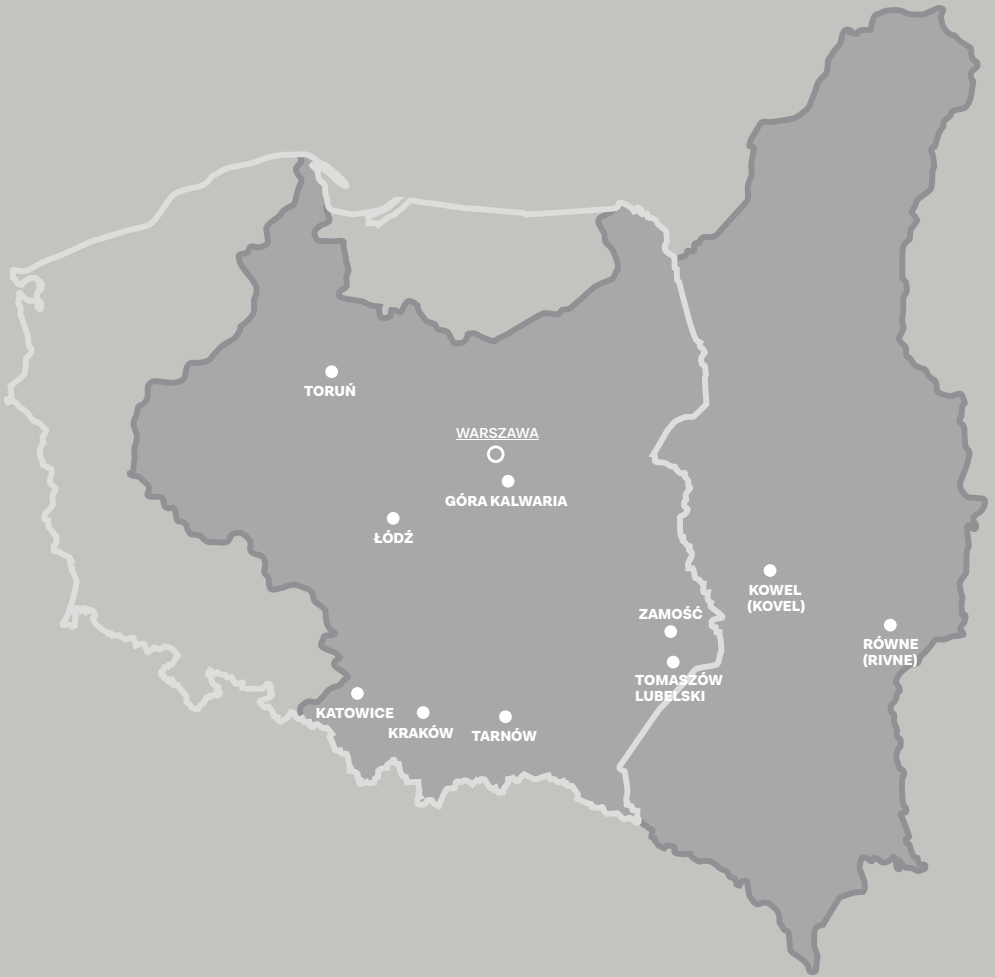 TORUŃ
WARSZAWA
GÓRA KALWARIA
ŁÓDŹ
KOWEL
(KOVEL)
ZAMOŚĆ
RÓWNE
(RIVNE)
TOMASZÓW
LUBELSKI
KATOWICE
KRAKÓW
TARNÓW